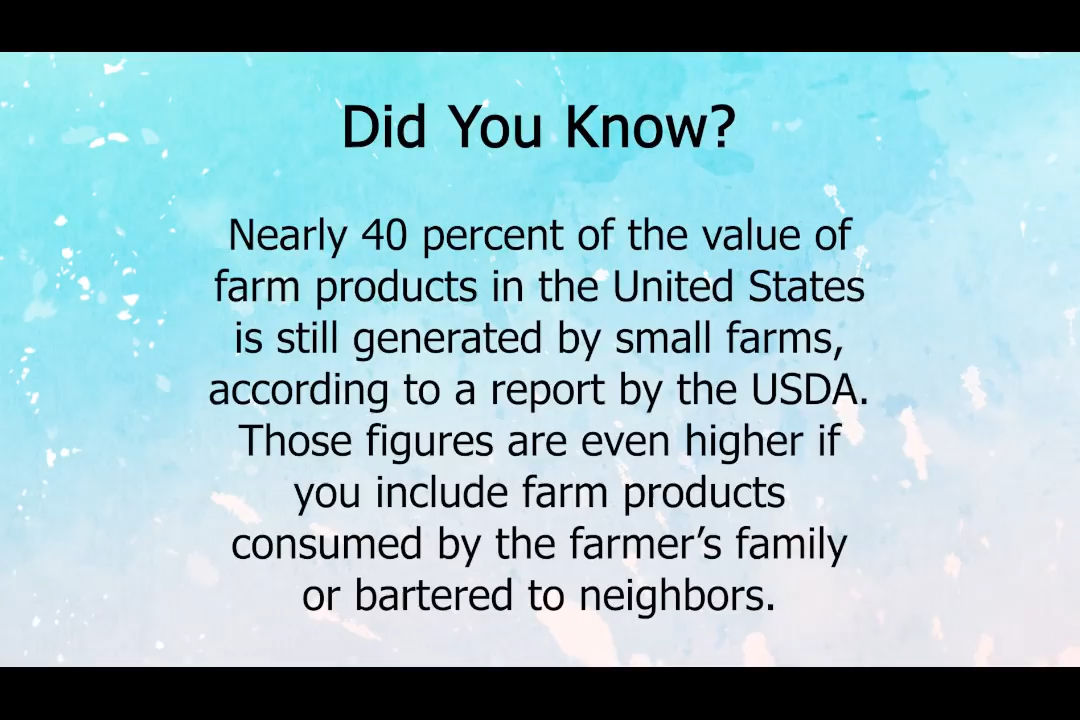 Did You Know?
Nearly 40 percent of the value of
farm products in the United States
is still generated by small farms,
according to a report by the USDA.
Those figures are even higher if
you include farm products
consumed by the farmer’s family
or bartered to neighbors.